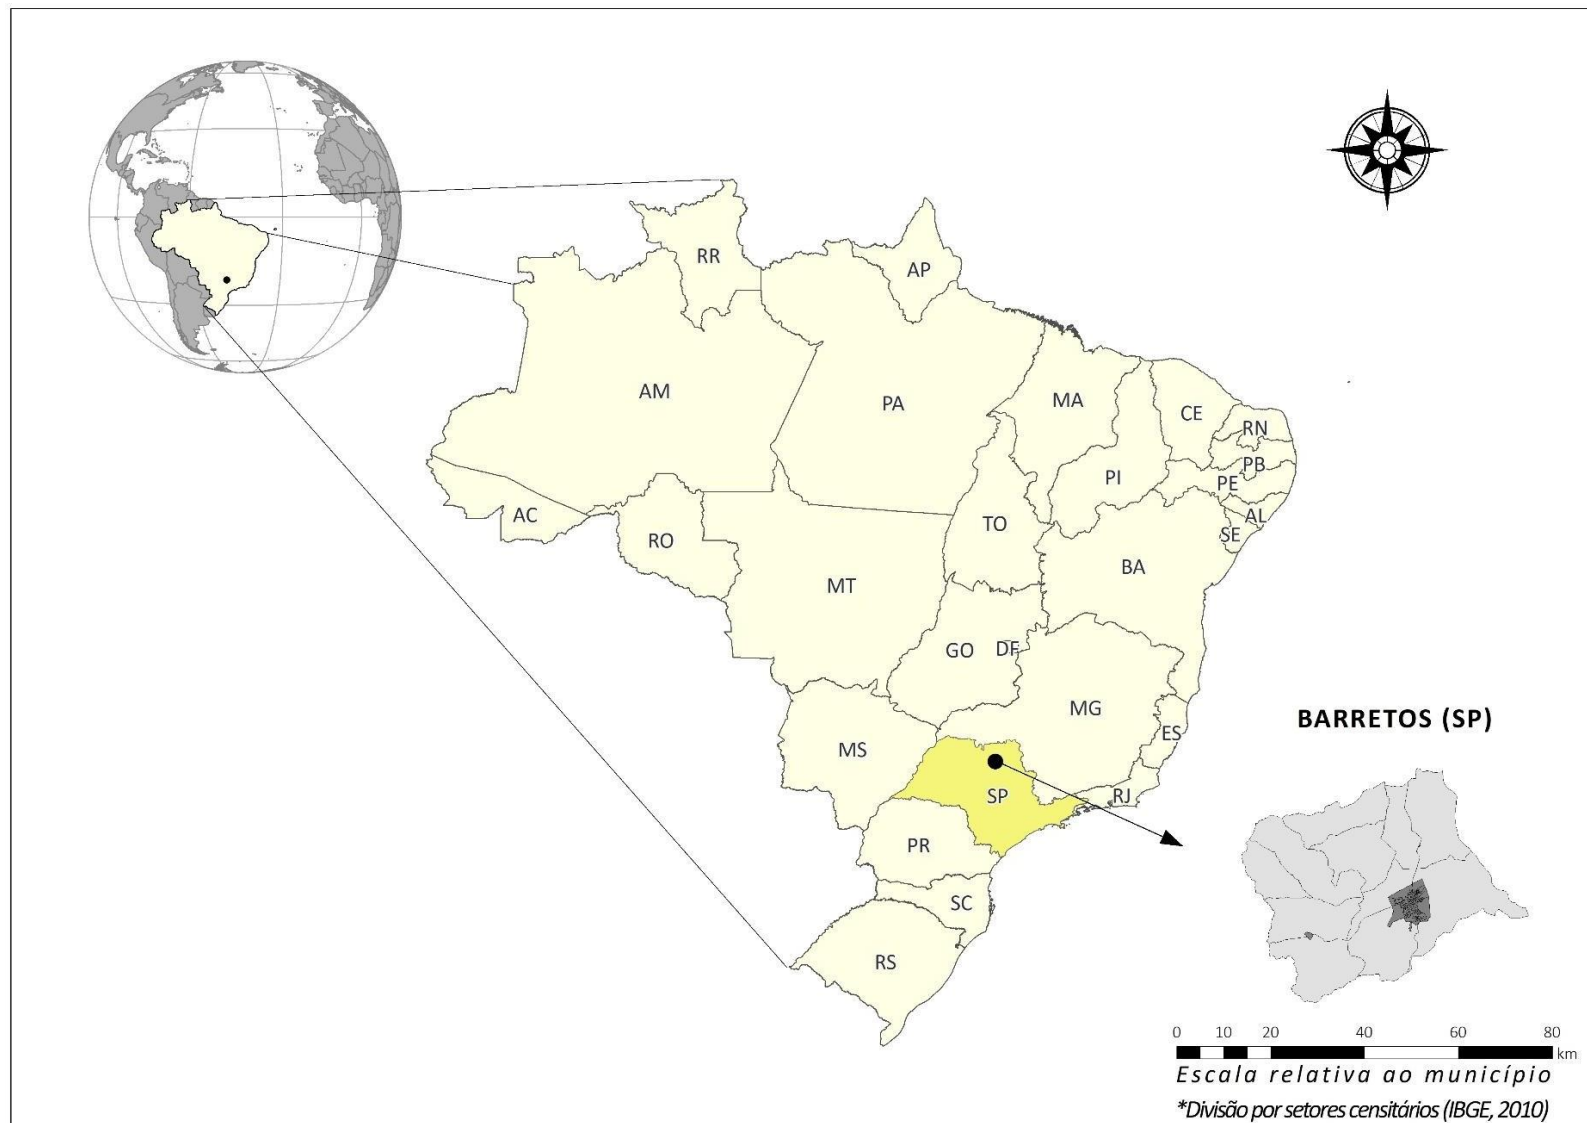 RR
AP
AM
PA
MA
CE
RN
PB
PI
PE
AL
SE
AC
RO
TO
MT
BA
GO
DF
MG
ES
MS
SP
RJ
PR
SC
RS
BARRETOS (SP)
0 10 20 40 60 80
km
Escala relativa ao município
*Divisão por setores censitários (IBGE, 2010)